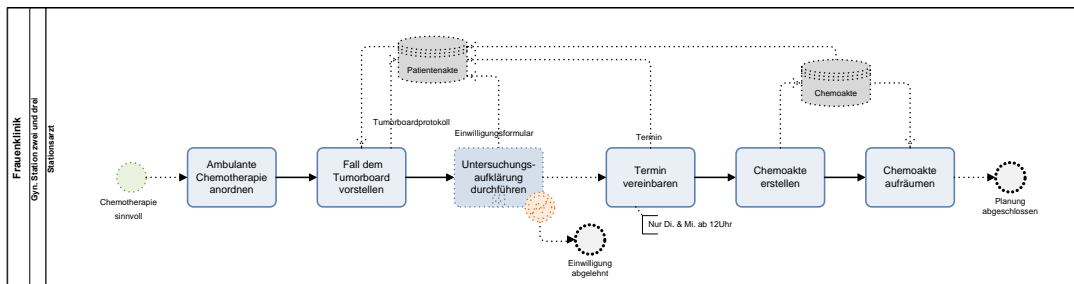 Frauenklinik
Gyn. Station zwei und drei
Stationsarzt
Patientenakte
Chemoakte
Tumorboardprotokoll
Einwilligungsformular
Termin
Ambulante
Chemotherapie
anordnen
Fall dem
Tumorboard
vorstellen
Untersuchungs-
aufklärung
durchführen
Termin
vereinbaren
Chemoakte
erstellen
Chemoakte
aufräumen
Chemotherapie
sinnvoll
Planung
abgeschlossen
Nur Di. & Mi. ab 12Uhr
Einwilligung
abgelehnt